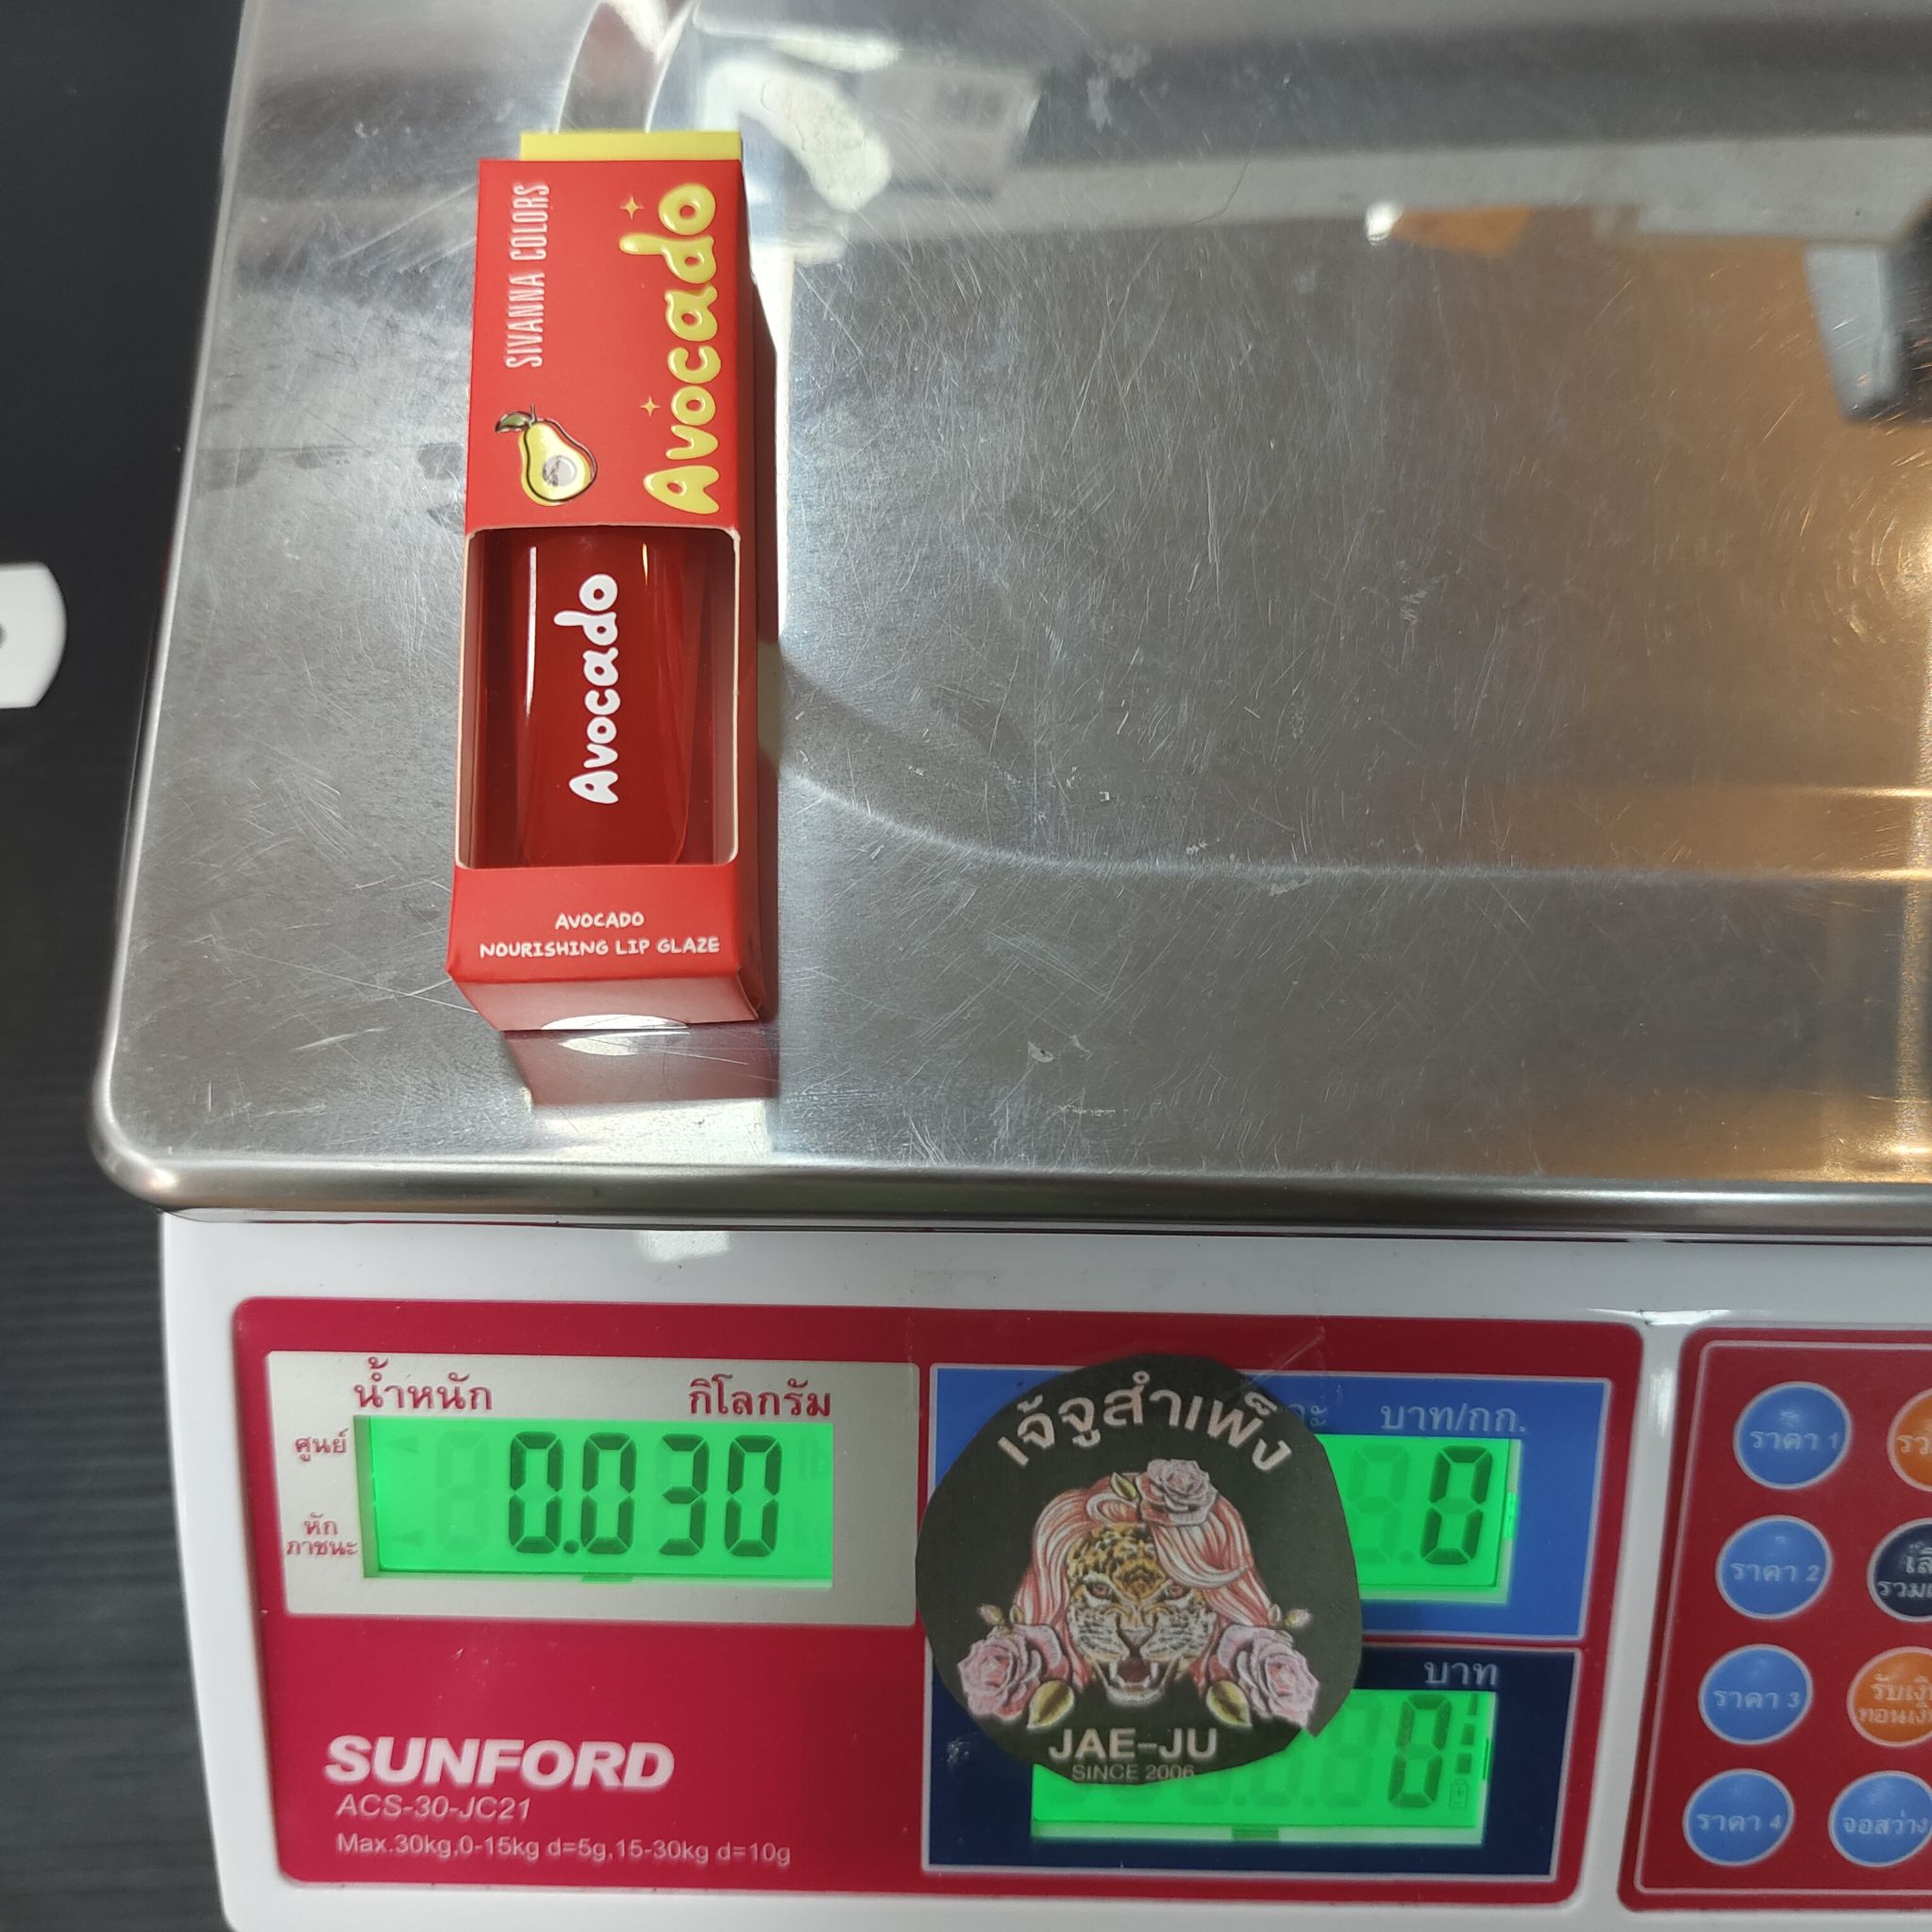 SIVANNA COLORS
Avocado
Avocado
AVOCADO
NOURISHING LIP GLAZE
น้ำหนัก กิโลกรัม
ศูนย์
หัก
ภาชนะ
0.030
บาท/กก.
0
บาท
0
เจ้จูสำเพ็ง
JAE-JU
SINCE 2006
SUNFORD
ACS-30-JC21
Max.30kg,0-15kg d=5g,15-30kg d=10g
ราคา 1
ราคา 2
ราคา 3
ราคา 4
จอสว่าง